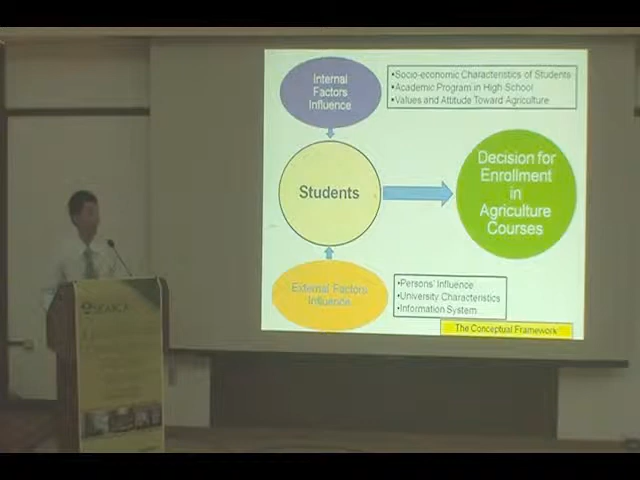 Internal
Factors
Influence
•Socio-economic Characteristics of Students
•Academic Program in High School
•Values and Attitude Toward Agriculture
Students
Decision for
Enrollment
in
Agriculture
Courses
External Factors
Influence
•Persons' Influence
•University Characteristics
•Information System
The Conceptual Framework
SEARCA